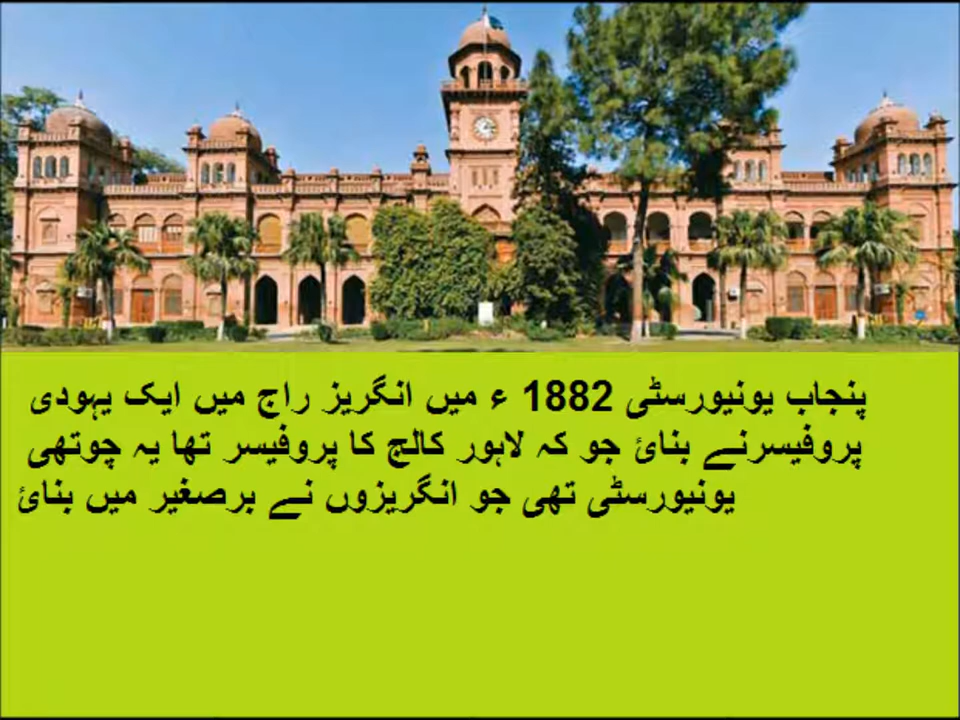 پنجاب یونیورسٹی 1882 ء میں انگریز راج میں ایک یہودی
پروفیسرنے بنائ جو کہ لاہور کالج کا پروفیسر تھا یہ چوتھی
یونیورسٹی تھی جو انگریزوں نے برصغیر میں بنائ